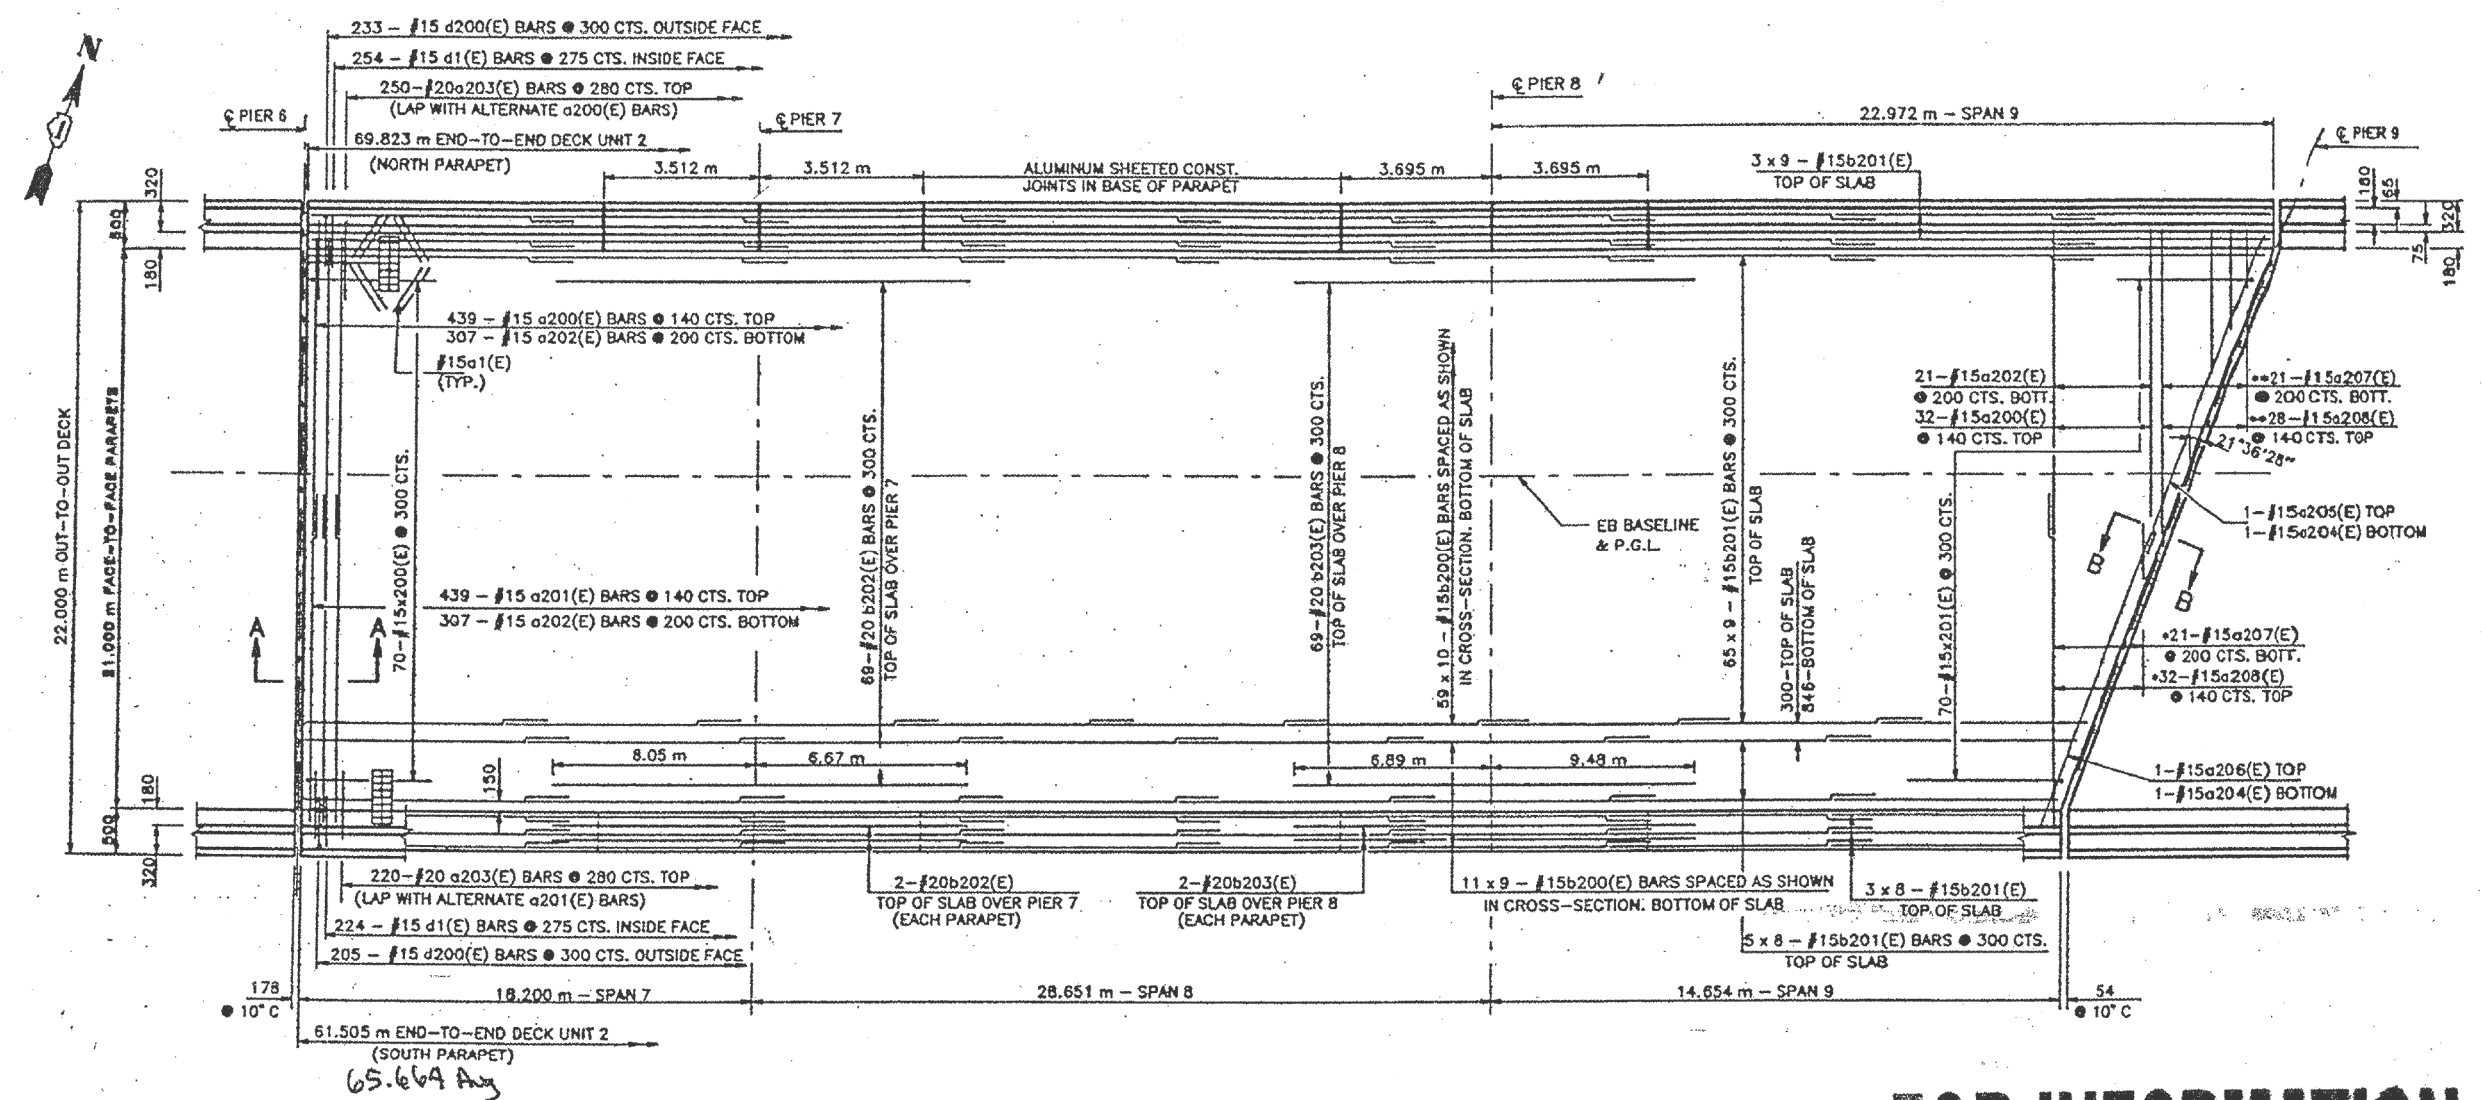 N
233 – #15 d200(E) BARS @ 300 CTS. OUTSIDE FACE
254 – #15 d1(E) BARS @ 275 CTS. INSIDE FACE
250–#20a203(E) BARS @ 280 CTS. TOP
(LAP WITH ALTERNATE a200(E) BARS)
℄ PIER 6
69.823 m END–TO–END DECK UNIT 2
(NORTH PARAPET)
℄ PIER 7
3.512 m
3.512 m
ALUMINUM SHEETED CONST.
JOINTS IN BASE OF PARAPET
3.695 m
3.695 m
℄ PIER 8
22.972 m – SPAN 9
3 x 9 – #15b201(E)
TOP OF SLAB
℄ PIER 9
320
500
180
180
65
320
75
180
22.000 m OUT–TO–OUT DECK
21.000 m FACE–TO–FACE PARAPETS
439 – #15 a200(E) BARS @ 140 CTS. TOP
307 – #15 a202(E) BARS @ 200 CTS. BOTTOM
#15a1(E)
(TYP.)
70–#15x200(E) @ 300 CTS.
69–#20 b202(E) BARS @ 300 CTS.
TOP OF SLAB OVER PIER 7
69–#20 b203(E) BARS @ 300 CTS.
TOP OF SLAB OVER PIER 8
59 x 10 – #15b200(E) BARS SPACED AS SHOWN
IN CROSS–SECTION. BOTTOM OF SLAB
65 x 9 – #15b201(E) BARS @ 300 CTS.
TOP OF SLAB
300–TOP OF SLAB
846–BOTTOM OF SLAB
70–#15x201(E) @ 300 CTS.
21–#15a202(E)
@ 200 CTS. BOTT.
32–#15a200(E)
@ 140 CTS. TOP
**21–#15a207(E)
@ 200 CTS. BOTT.
**28–#15a208(E)
@ 140 CTS. TOP
21°36'28"
EB BASELINE
& P.G.L.
1–#15a205(E) TOP
1–#15a204(E) BOTTOM
B
B
439 – #15 a201(E) BARS @ 140 CTS. TOP
307 – #15 a202(E) BARS @ 200 CTS. BOTTOM
A
A
*21–#15a207(E)
@ 200 CTS. BOTT.
*32–#15a208(E)
@ 140 CTS. TOP
8.05 m
6.67 m
6.89 m
9.48 m
150
1–#15a206(E) TOP
1–#15a204(E) BOTTOM
180
500
320
220–#20 a203(E) BARS @ 280 CTS. TOP
(LAP WITH ALTERNATE a201(E) BARS)
224 – #15 d1(E) BARS @ 275 CTS. INSIDE FACE
205 – #15 d200(E) BARS @ 300 CTS. OUTSIDE FACE
2–#20b202(E)
TOP OF SLAB OVER PIER 7
(EACH PARAPET)
2–#20b203(E)
TOP OF SLAB OVER PIER 8
(EACH PARAPET)
11 x 9 – #15b200(E) BARS SPACED AS SHOWN
IN CROSS–SECTION. BOTTOM OF SLAB
3 x 8 – #15b201(E)
TOP OF SLAB
5 x 8 – #15b201(E) BARS @ 300 CTS.
TOP OF SLAB
178
@ 10° C
18.200 m – SPAN 7
28.651 m – SPAN 8
14.654 m – SPAN 9
54
@ 10° C
61.505 m END–TO–END DECK UNIT 2
(SOUTH PARAPET)
65.664 Avg
FOR INFORMATION